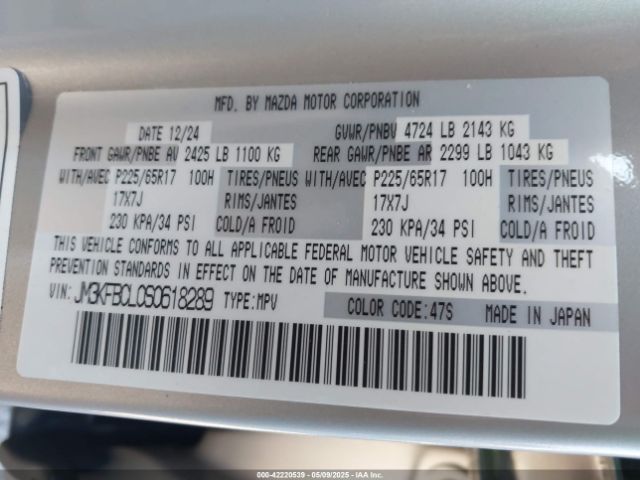 MFD. BY MAZDA MOTOR CORPORATION
DATE 12/24 GVWR/PNBV 4724 LB 2143 KG
FRONT GAWR/PNBE AV 2425 LB 1100 KG REAR GAWR/PNBE AR 2299 LB 1043 KG
WITH/AVEC P225/65R17 100H TIRES/PNEUS WITH/AVEC P225/65R17 100H TIRES/PNEUS
17X7J RIMS/JANTES 17X7J RIMS/JANTES
230 KPA/34 PSI COLD/A FROID 230 KPA/34 PSI COLD/A FROID
THIS VEHICLE CONFORMS TO ALL APPLICABLE FEDERAL MOTOR VEHICLE SAFETY AND THEFT
PREVENTION STANDARDS IN EFFECT ON THE DATE OF MANUFACTURE SHOWN ABOVE.
VIN: JM3KFBCL0S0618289 TYPE:MPV COLOR CODE:47S MADE IN JAPAN
000-42220539 - 05/09/2025 - IAA Inc. Copyright